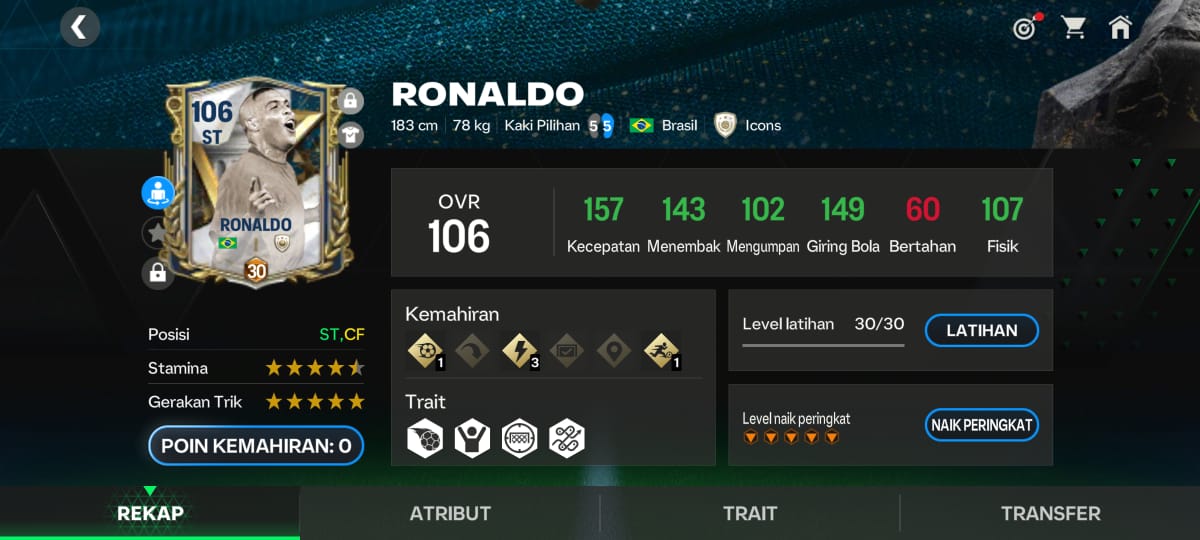 106
ST
RONALDO
30
RONALDO
183 cm 78 kg Kaki Pilihan 5 5 Brasil Icons
OVR
106
157 143 102 149 60 107
Kecepatan Menembak Mengumpan Giring Bola Bertahan Fisik
Posisi ST,CF
Stamina
Gerakan Trik
POIN KEMAHIRAN: 0
Kemahiran
1 3 1
Trait
Level latihan 30/30
LATIHAN
Level naik peringkat
NAIK PERINGKAT
REKAP ATRIBUT TRAIT TRANSFER